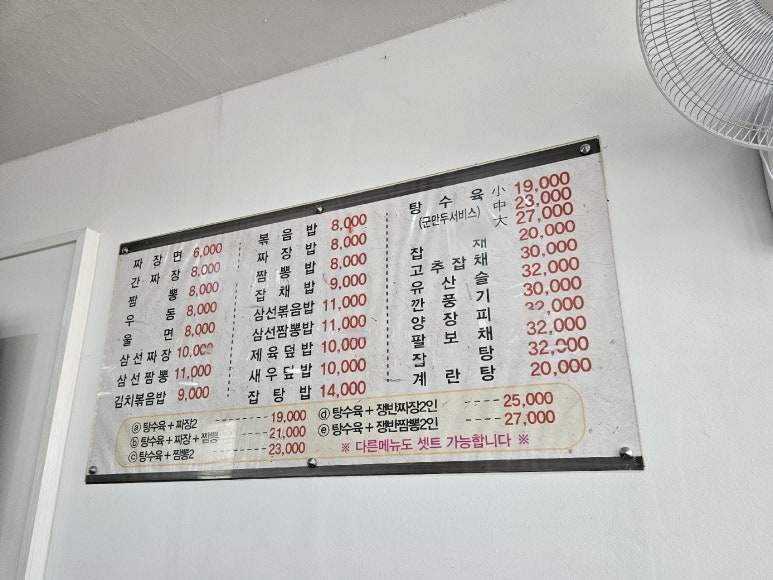 짜장면 6,000
간짜장 8,000
짬뽕 8,000
우동 8,000
울면 8,000
삼선짜장 10,000
삼선짬뽕 11,000
김치볶음밥 9,000
볶음밥 8,000
짜장밥 8,000
짬뽕밥 8,000
잡채밥 9,000
삼선볶음밥 11,000
삼선짬뽕밥 11,000
제육덮밥 10,000
새우덮밥 10,000
잡탕밥 14,000
탕수육 小 19,000
(군만두서비스) 中 23,000
大 27,000
잡채 20,000
고추잡채 30,000
유산슬 32,000
깐풍기 30,000
양장피 32,000
팔보채 32,000
잡탕 32,000
계란탕 20,000
ⓐ 탕수육 + 짜장2 ------- 19,000
ⓑ 탕수육 + 짜장 + 짬뽕 ---- 21,000
ⓒ 탕수육 + 짬뽕2 ------- 23,000
ⓓ 탕수육 + 쟁반짜장2인 ---- 25,000
ⓔ 탕수육 + 쟁반짬뽕2인 ---- 27,000
※ 다른메뉴도 셋트 가능합니다 ※